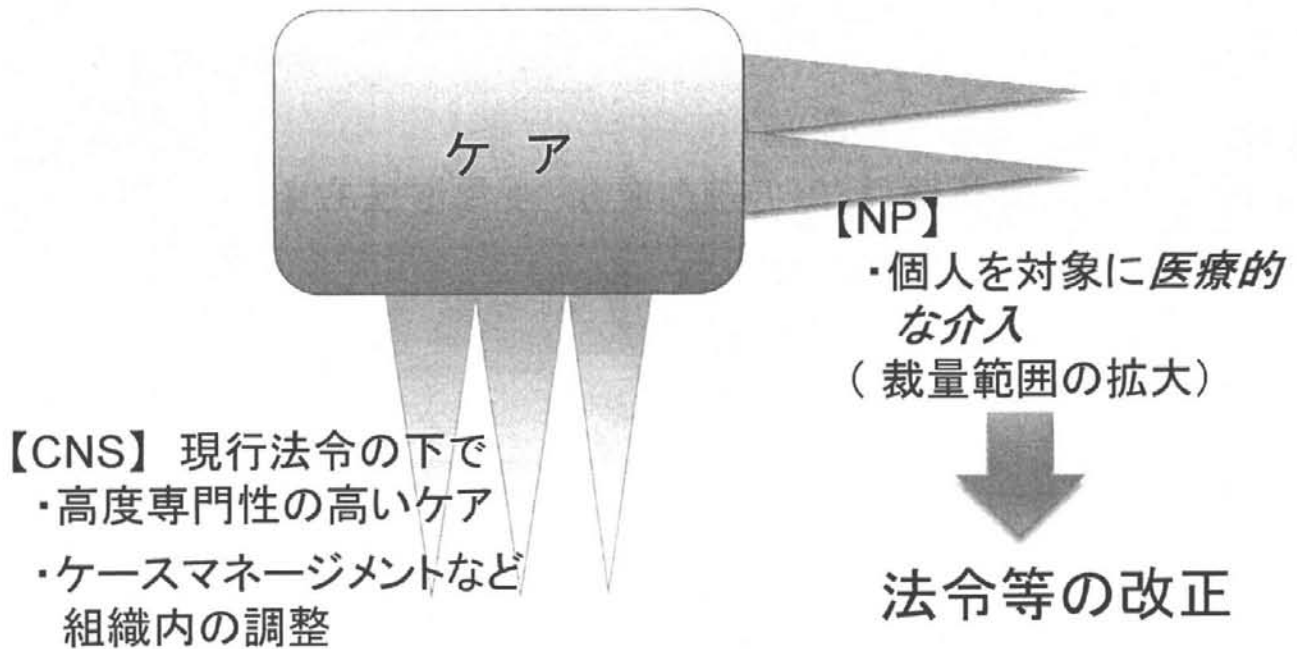 ケア
【NP】
・個人を対象に医療的
な介入
(裁量範囲の拡大)
【CNS】現行法令の下で
・高度専門性の高いケア
・ケースマネージメントなど
組織内の調整
法令等の改正